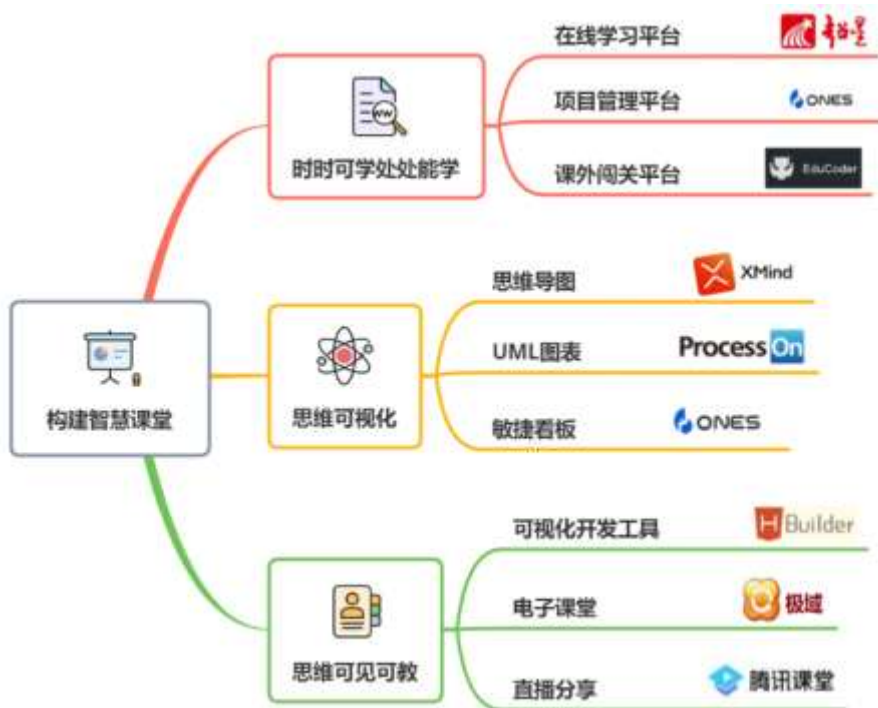 在线学习平台
项目管理平台
ONES
课外闯关平台
EduCoder
时时可学处处能学
思维导图
XMind
UML图表
ProcessOn
敏捷看板
ONES
构建智慧课堂
思维可视化
可视化开发工具
HBuilder
电子课堂
极域
直播分享
腾讯课堂
思维可见可教